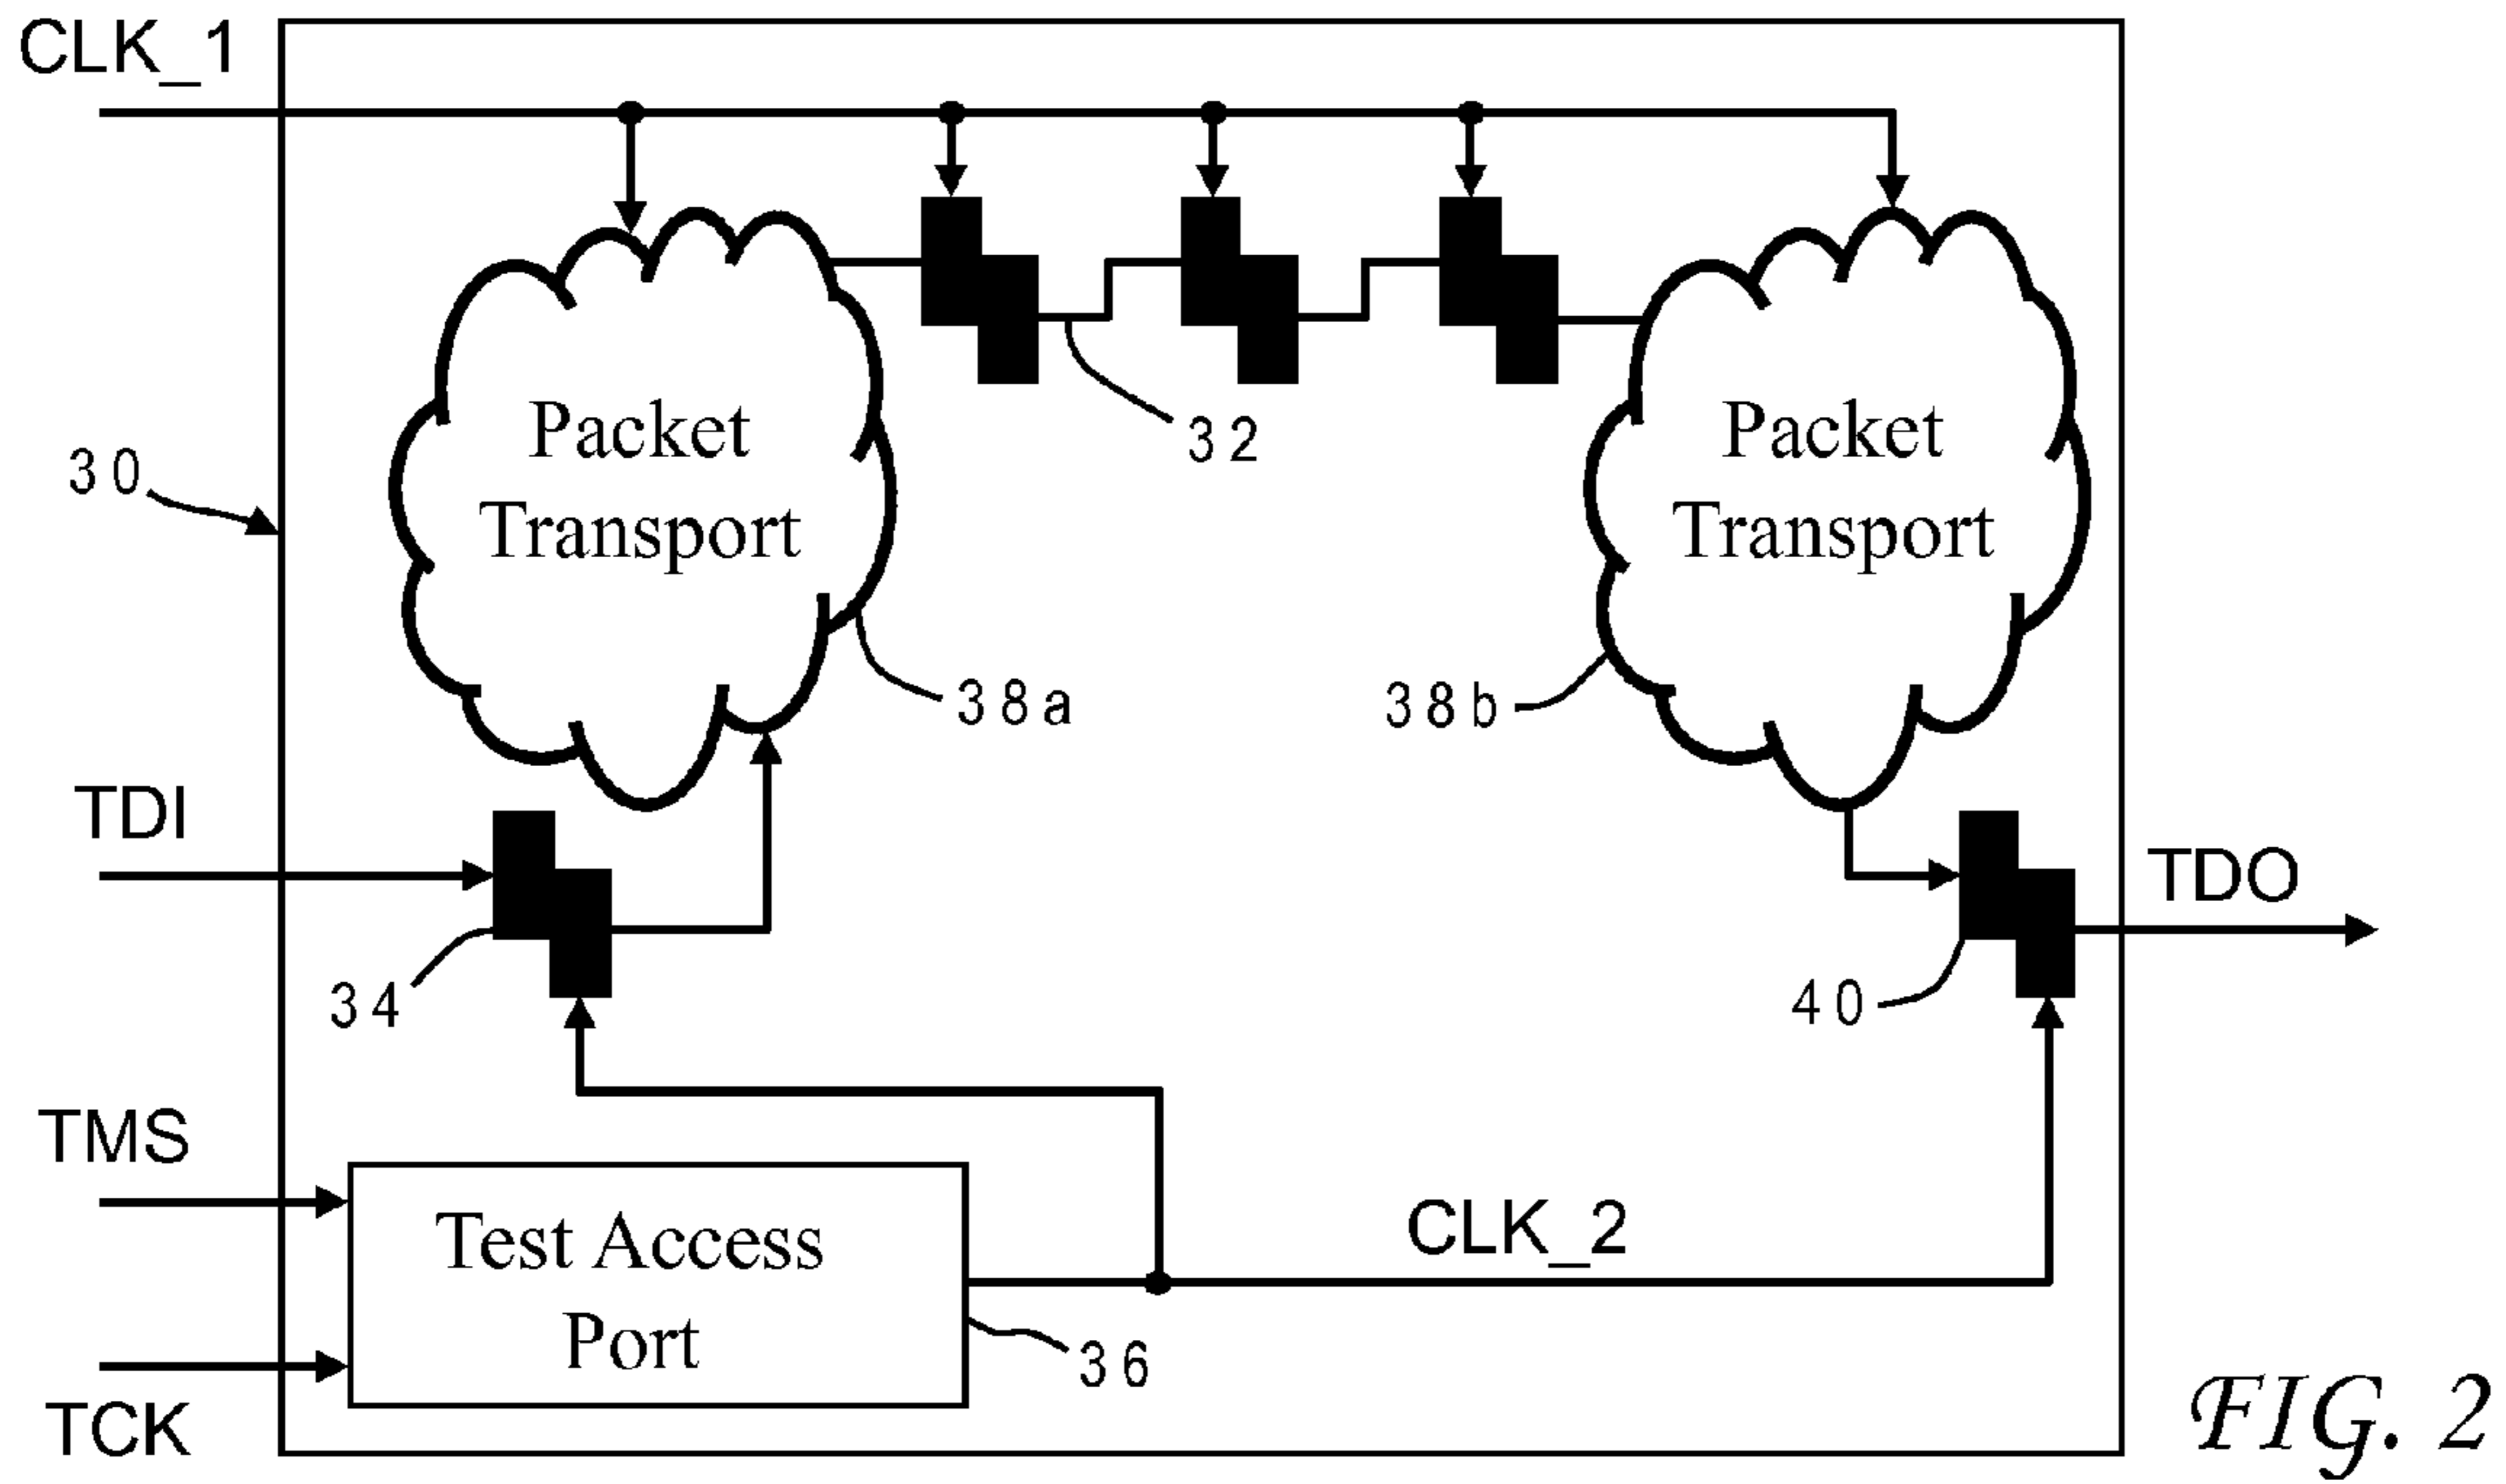 CLK_1
Packet
Transport
32
Packet
Transport
30
38a
38b
TDI
TDO
34
40
TMS
Test Access
Port
CLK_2
36
TCK
FIG. 2